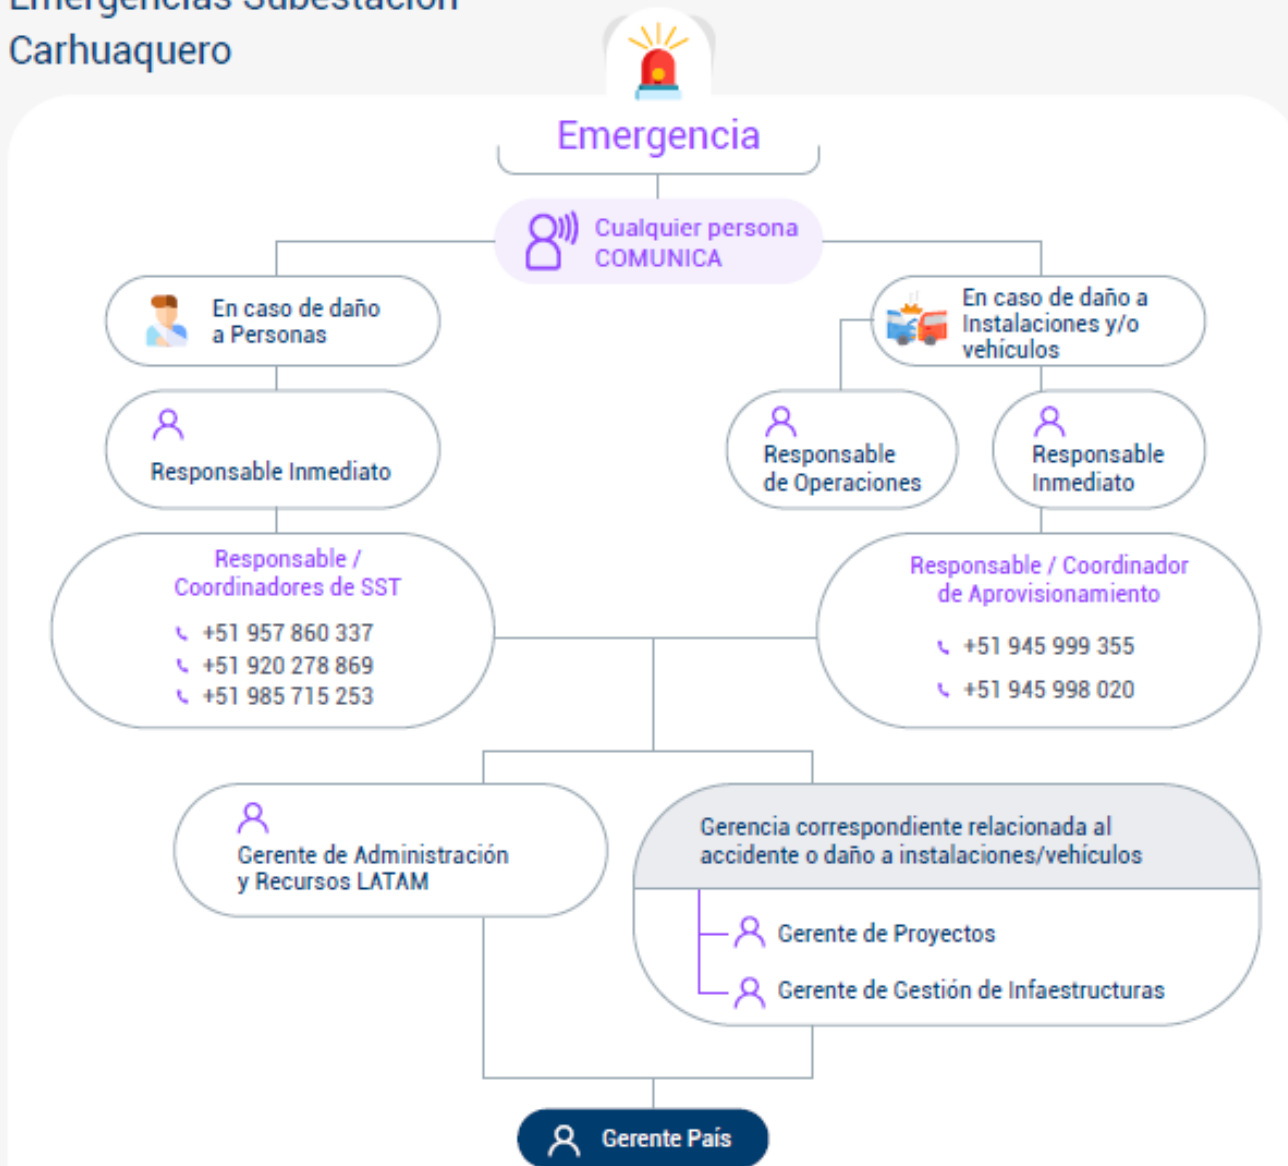 Emergencias Subestación
Carhuaquero
Emergencia
Cualquier persona
COMUNICA
En caso de daño
a Personas
En caso de daño a
Instalaciones y/o
vehículos
Responsable Inmediato
Responsable
de Operaciones
Responsable
Inmediato
Responsable /
Coordinadores de SST
+51 957 860 337
+51 920 278 869
+51 985 715 253
Responsable / Coordinador
de Aprovisionamiento
+51 945 999 355
+51 945 998 020
Gerente de Administración
y Recursos LATAM
Gerencia correspondiente relacionada al
accidente o daño a instalaciones/vehículos
Gerente de Proyectos
Gerente de Gestión de Infaestructuras
Gerente País